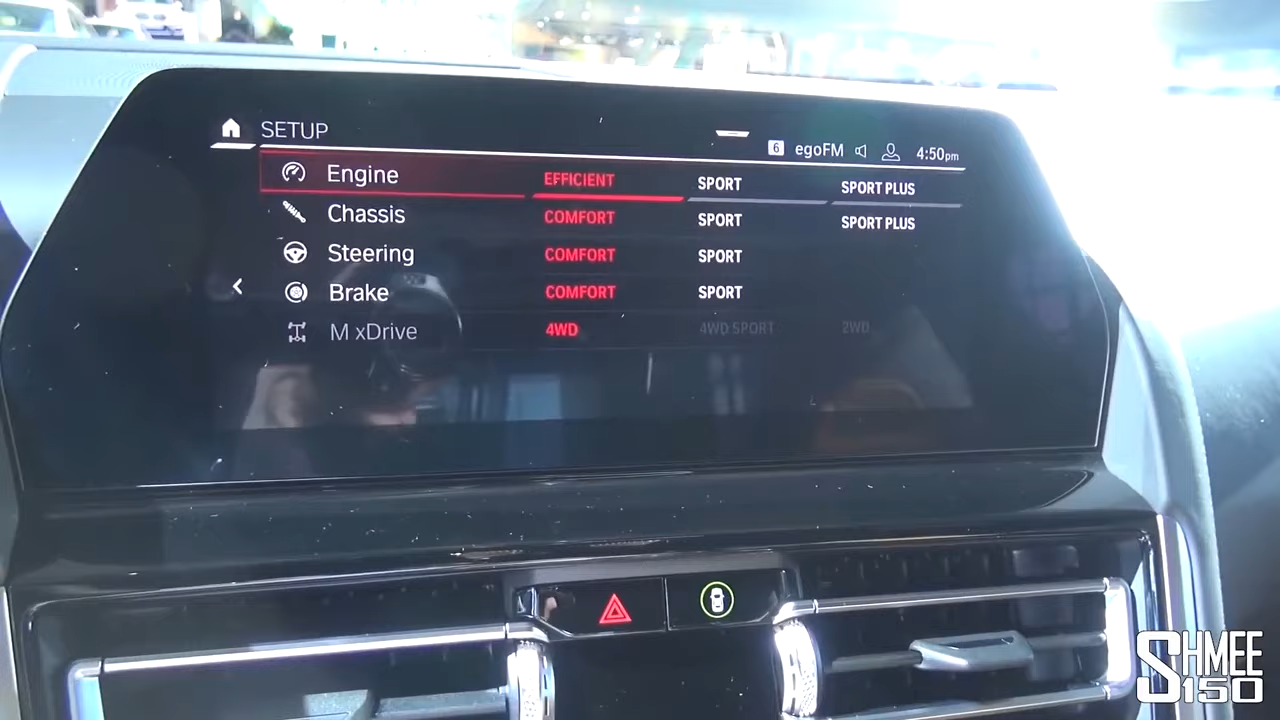 SETUP
6 egoFM 4:50pm
Engine EFFICIENT SPORT SPORT PLUS
Chassis COMFORT SPORT SPORT PLUS
Steering COMFORT SPORT
Brake COMFORT SPORT
M xDrive 4WD 4WD SPORT 2WD
SHMEE
150